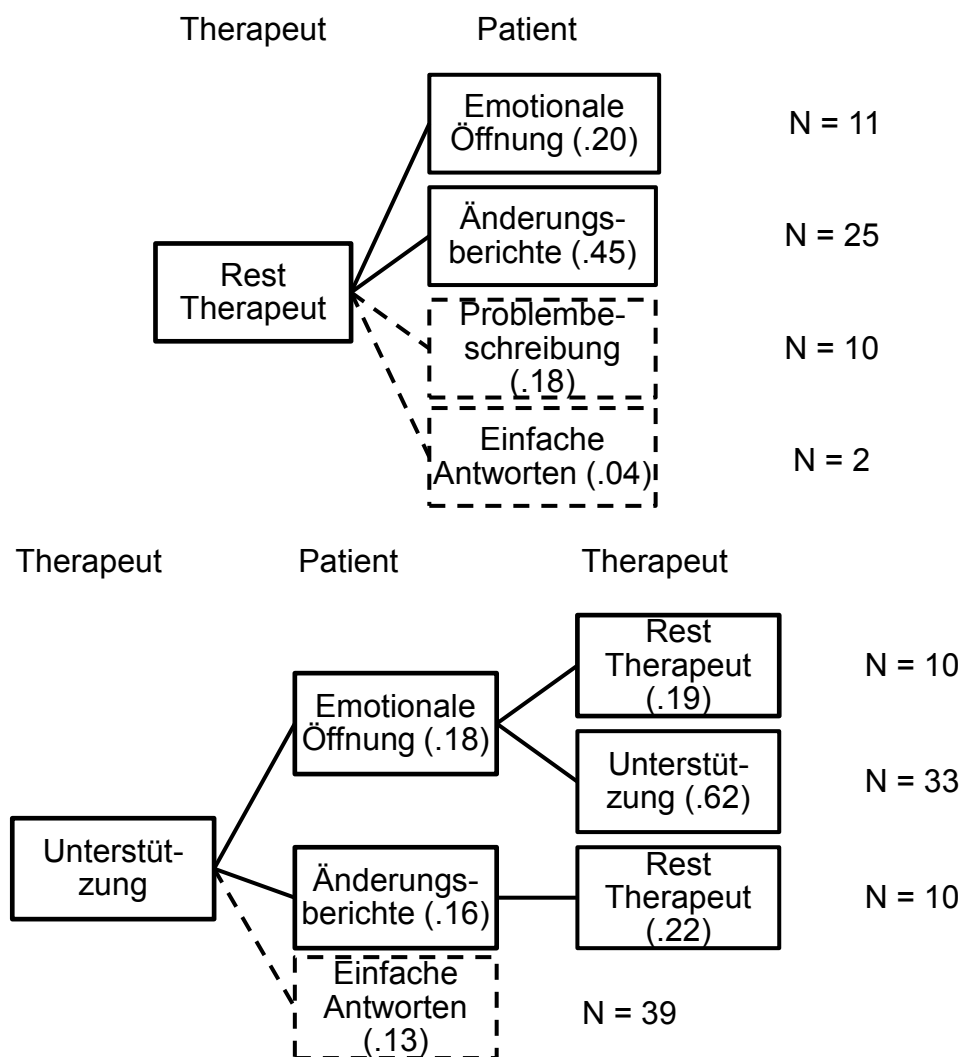 Therapeut Patient
Emotionale
Öffnung (.20)
N = 11
Änderungs-
berichte (.45)
N = 25
Rest
Therapeut
Problembe-
schreibung
(.18)
N = 10
Einfache
Antworten (.04)
N = 2
Therapeut Patient Therapeut
Rest
Therapeut
(.19)
N = 10
Emotionale
Öffnung (.18)
Unterstüt-
zung (.62)
N = 33
Unterstüt-
zung
Änderungs-
berichte (.16)
Rest
Therapeut
(.22)
N = 10
Einfache
Antworten
(.13)
N = 39